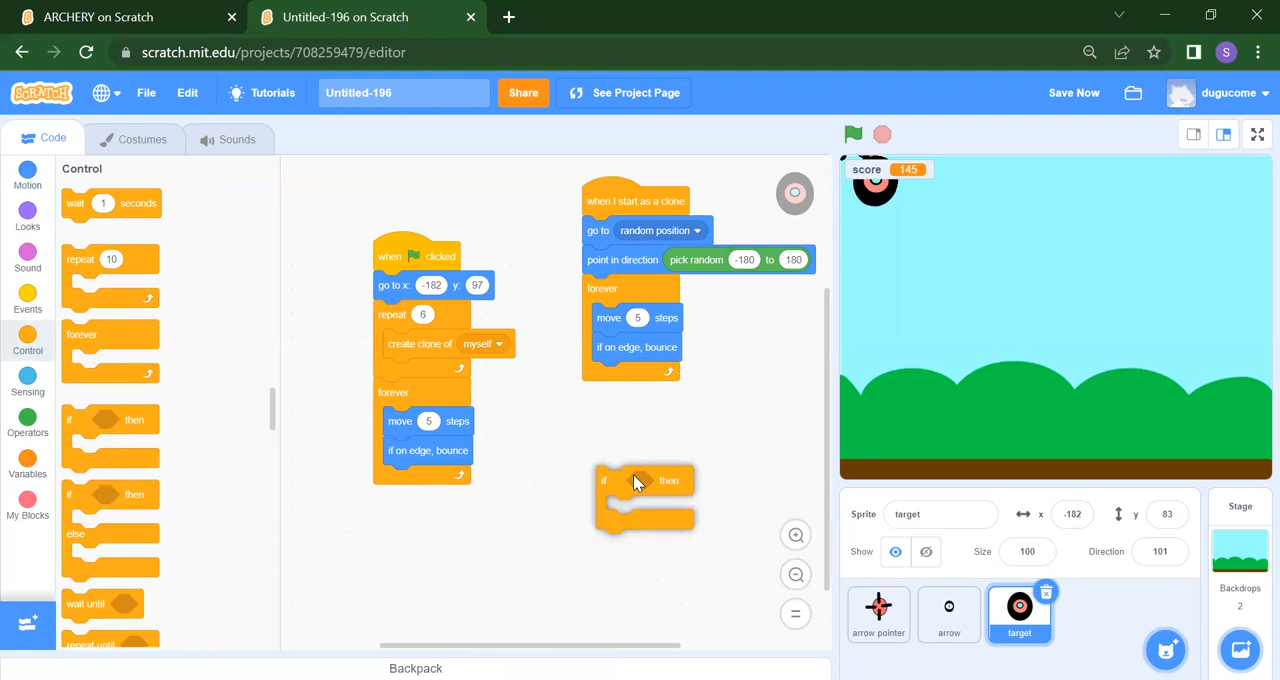 ARCHERY on Scratch
Untitled-196 on Scratch
scratch.mit.edu/projects/708259479/editor
S
SCRATCH
File
Edit
Tutorials
Untitled-196
Share
See Project Page
Save Now
dugucome
Code
Costumes
Sounds
Motion
Looks
Sound
Events
Control
Sensing
Operators
Variables
My Blocks
Control
wait 1 seconds
repeat 10
forever
if then
if then
else
wait until
repeat until
when clicked
go to x: -182 y: 97
repeat 6
create clone of myself
forever
move 5 steps
if on edge, bounce
when I start as a clone
go to random position
point in direction pick random -180 to 180
forever
move 5 steps
if on edge, bounce
if then
Backpack
score 145
Sprite target x -182 y 83
Show Size 100 Direction 101
arrow pointer
arrow
target
Stage
Backdrops
2